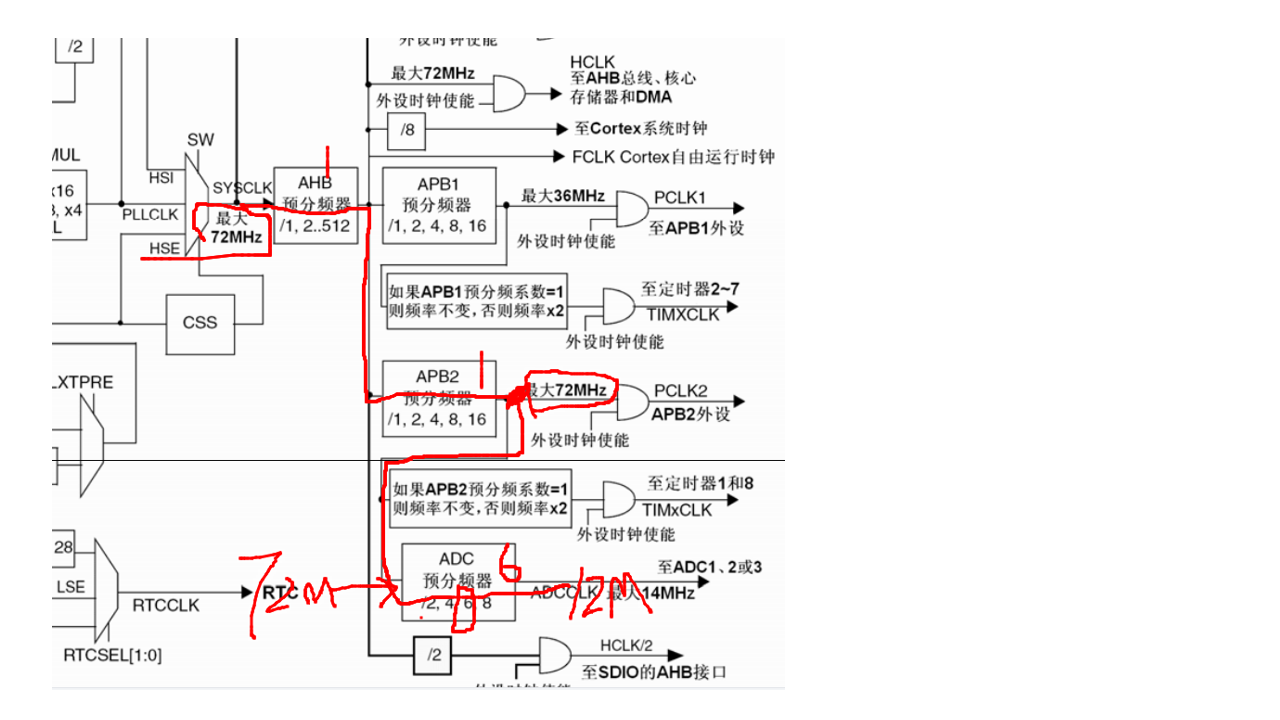 /2
外设时钟使能
最大72MHz
外设时钟使能
HCLK
至AHB总线、核心
存储器和DMA
/8
至Cortex系统时钟
FCLK Cortex自由运行时钟
MUL
x16
, x4
L
SW
HSI
PLLCLK
HSE
SYSCLK
最大
72MHz
1
AHB
预分频器
/1, 2..512
APB1
预分频器
/1, 2, 4, 8, 16
最大36MHz
外设时钟使能
PCLK1
至APB1外设
如果APB1预分频系数=1
则频率不变，否则频率x2
外设时钟使能
至定时器2~7
TIMXCLK
CSS
LXTPRE
1
APB2
预分频器
/1, 2, 4, 8, 16
最大72MHz
外设时钟使能
PCLK2
APB2外设
如果APB2预分频系数=1
则频率不变，否则频率x2
外设时钟使能
至定时器1和8
TIMxCLK
28
LSE
RTCCLK
RTC
RTCSEL[1:0]
72M
ADC
预分频器
/2, 4, 6, 8
6
12M
至ADC1、2或3
ADCCLK 最大14MHz
/2
HCLK/2
至SDIO的AHB接口
外设时钟使能